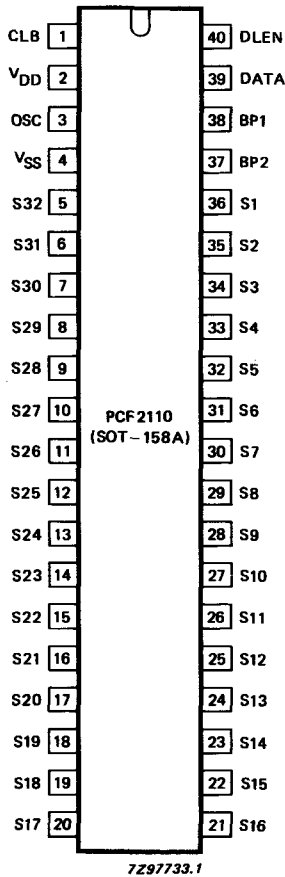 CLB 1 40 DLEN
VDD 2 39 DATA
OSC 3 38 BP1
VSS 4 37 BP2
S32 5 36 S1
S31 6 35 S2
S30 7 34 S3
S29 8 33 S4
S28 9 32 S5
S27 10 31 S6
PCF2110
(SOT-158A)
S26 11 30 S7
S25 12 29 S8
S24 13 28 S9
S23 14 27 S10
S22 15 26 S11
S21 16 25 S12
S20 17 24 S13
S19 18 23 S14
S18 19 22 S15
S17 20 21 S16
7Z97733.1